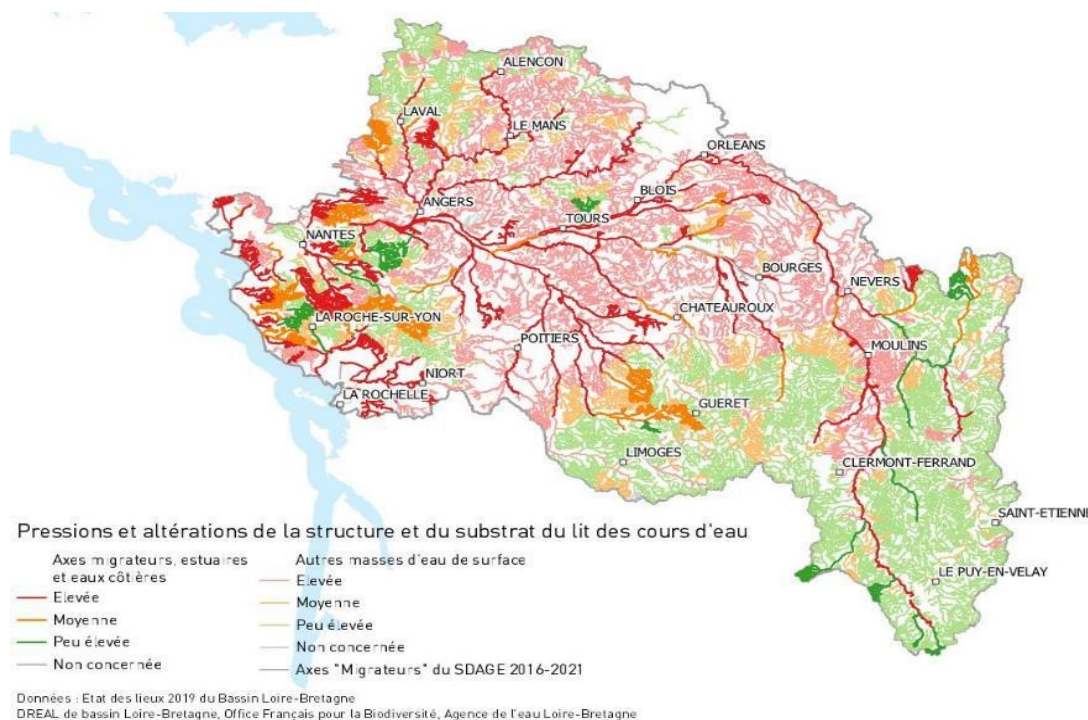 ALENCON
LAVAL
LE MANS
ORLEANS
BLOIS
ANGERS
TOURS
NANTES
BOURGES
NEVERS
CHATEAUROUX
LA ROCHE-SUR-YON
POITIERS
MOULINS
NIORT
LA ROCHELLE
GUERET
LIMOGES
CLERMONT-FERRAND
SAINT-ETIENNE
LE PUY-EN-VELAY
Pressions et altérations de la structure et du substrat du lit des cours d'eau
Axes migrateurs, estuaires
et eaux côtières
Elevée
Moyenne
Peu élevée
Non concernée
Autres masses d'eau de surface
Elevée
Moyenne
Peu élevée
Non concernée
Axes "Migrateurs" du SDAGE 2016-2021
Données : Etat des lieux 2019 du Bassin Loire-Bretagne
DREAL de bassin Loire-Bretagne, Office Français pour la Biodiversité, Agence de l'eau Loire-Bretagne